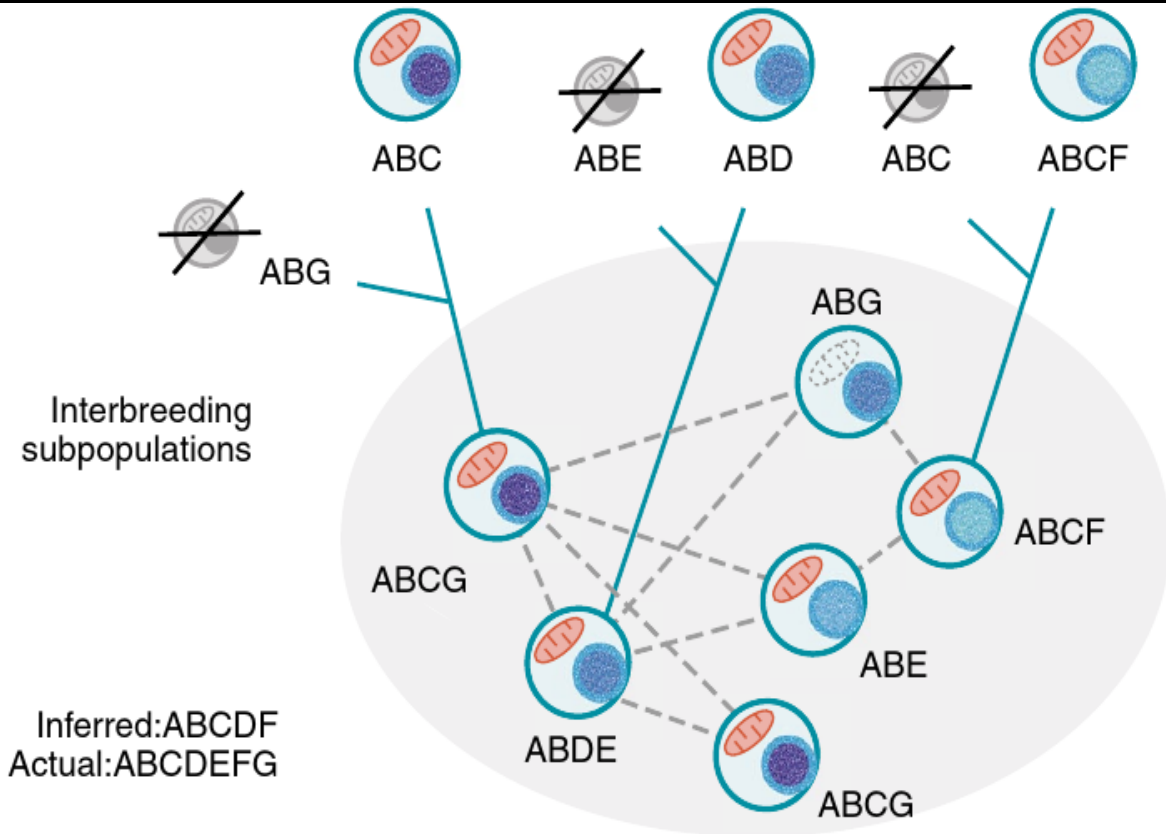 ABC
ABE
ABD
ABC
ABCF
ABG
ABG
Interbreeding
subpopulations
ABCF
ABCG
ABE
Inferred:ABCDF
Actual:ABCDEFG
ABDE
ABCG